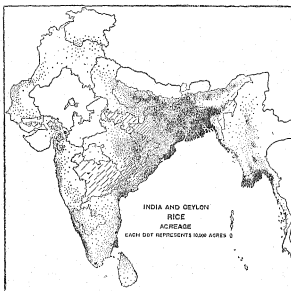 INDIA AND CEYLON
RICE
ACREAGE
EACH DOT REPRESENTS 10,000 ACRES